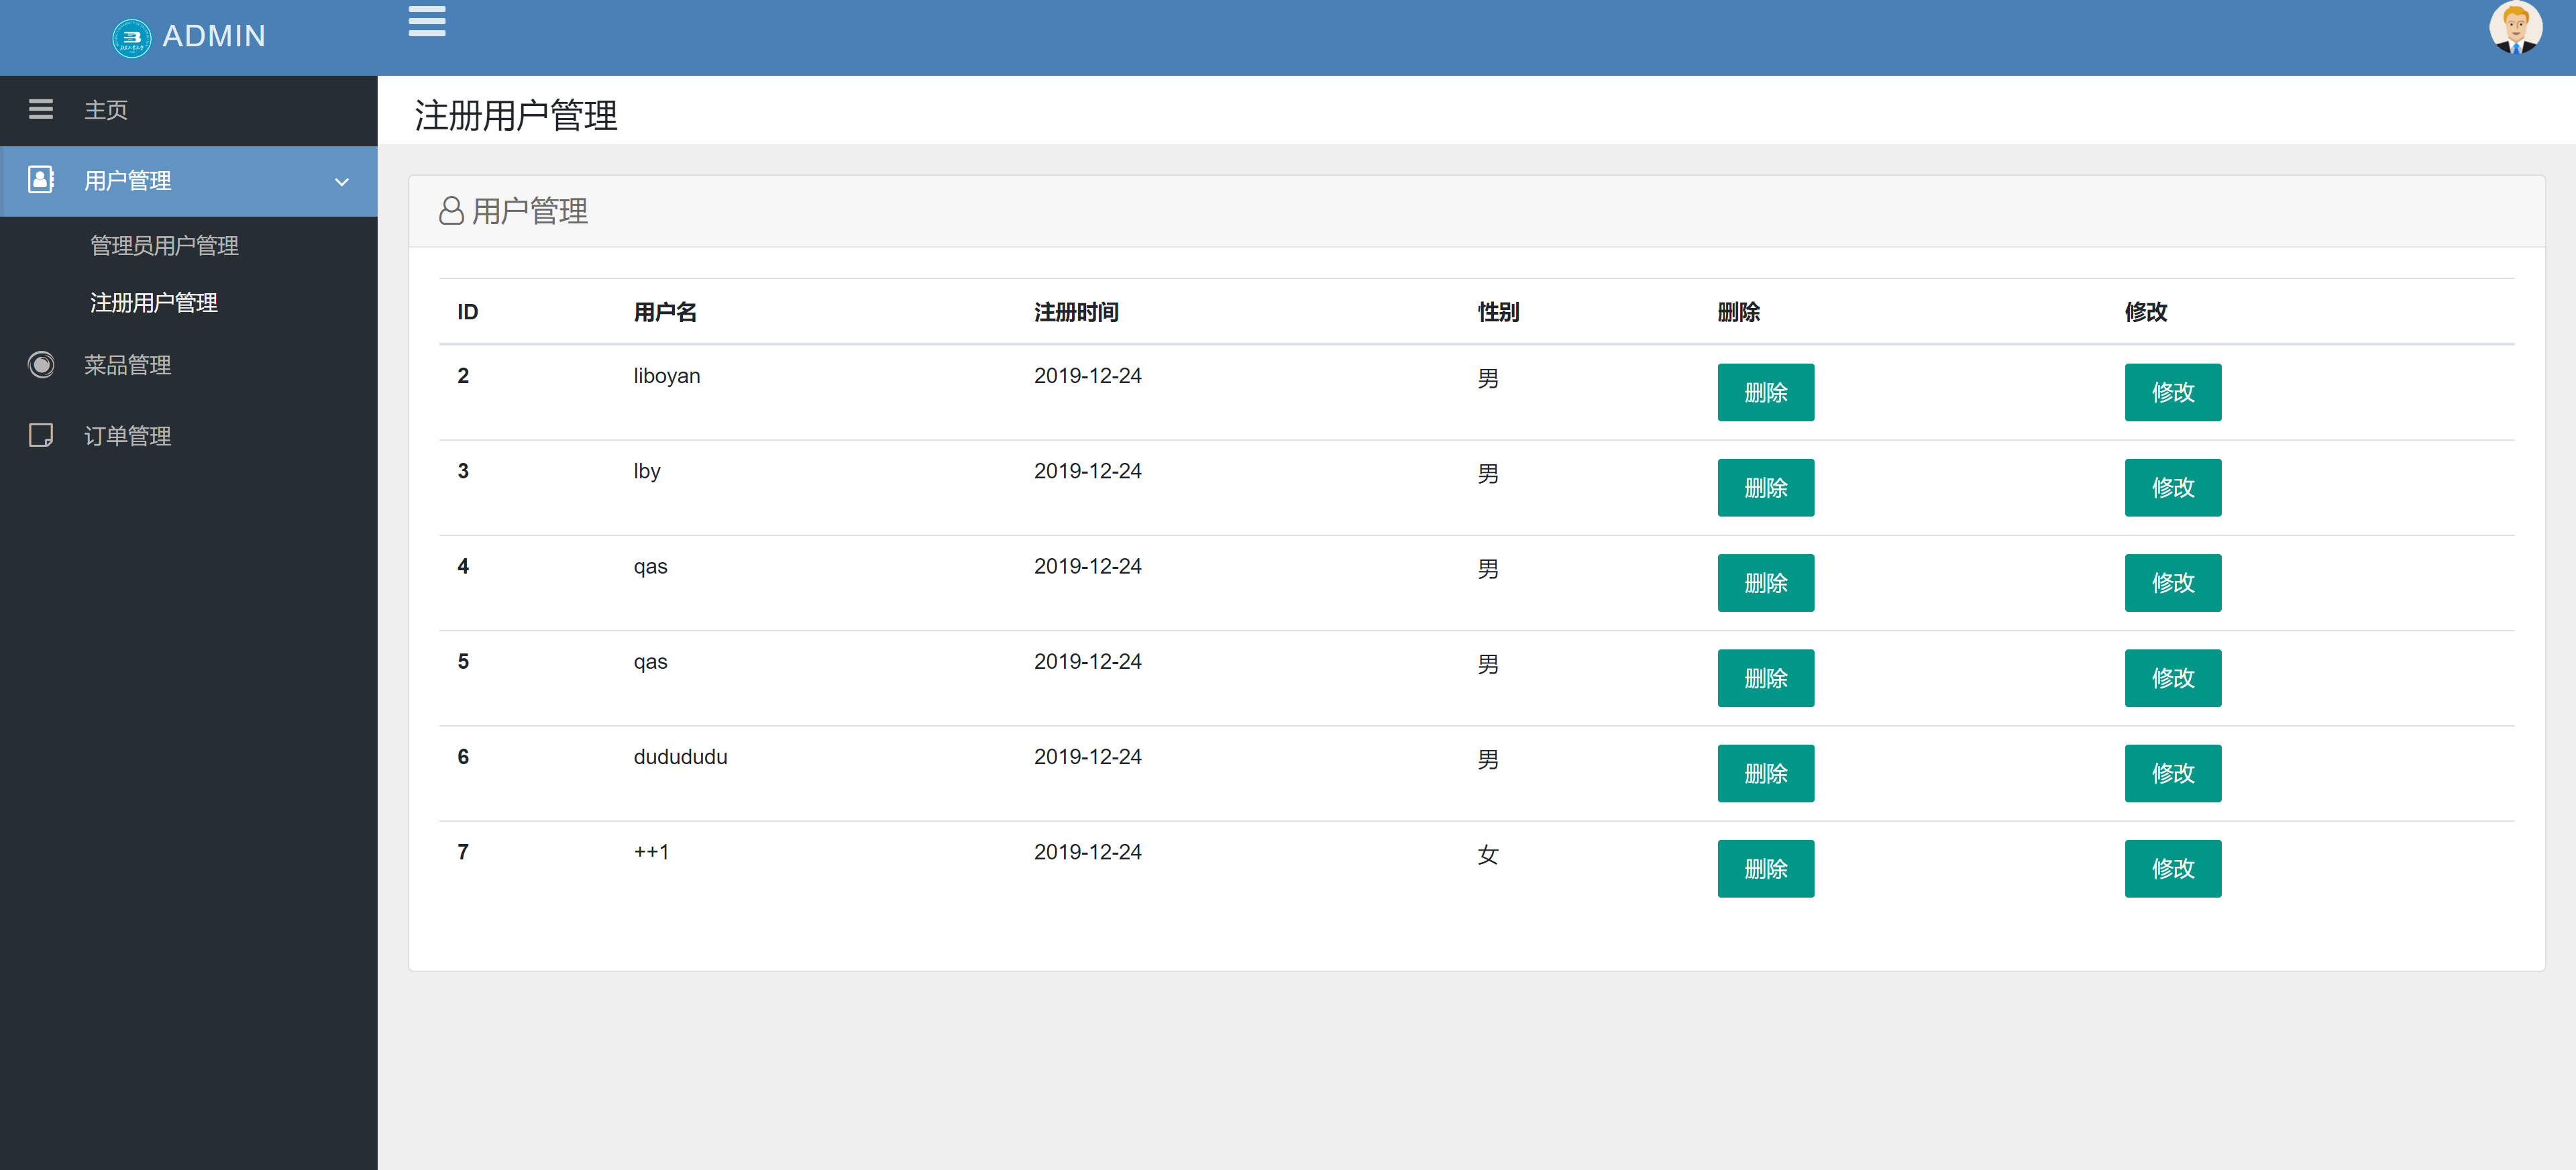 ADMIN
主页
用户管理
管理员用户管理
注册用户管理
菜品管理
订单管理
注册用户管理
用户管理
ID 用户名 注册时间 性别 删除 修改
2 liboyan 2019-12-24 男 删除 修改
3 lby 2019-12-24 男 删除 修改
4 qas 2019-12-24 男 删除 修改
5 qas 2019-12-24 男 删除 修改
6 dudududu 2019-12-24 男 删除 修改
7 ++1 2019-12-24 女 删除 修改